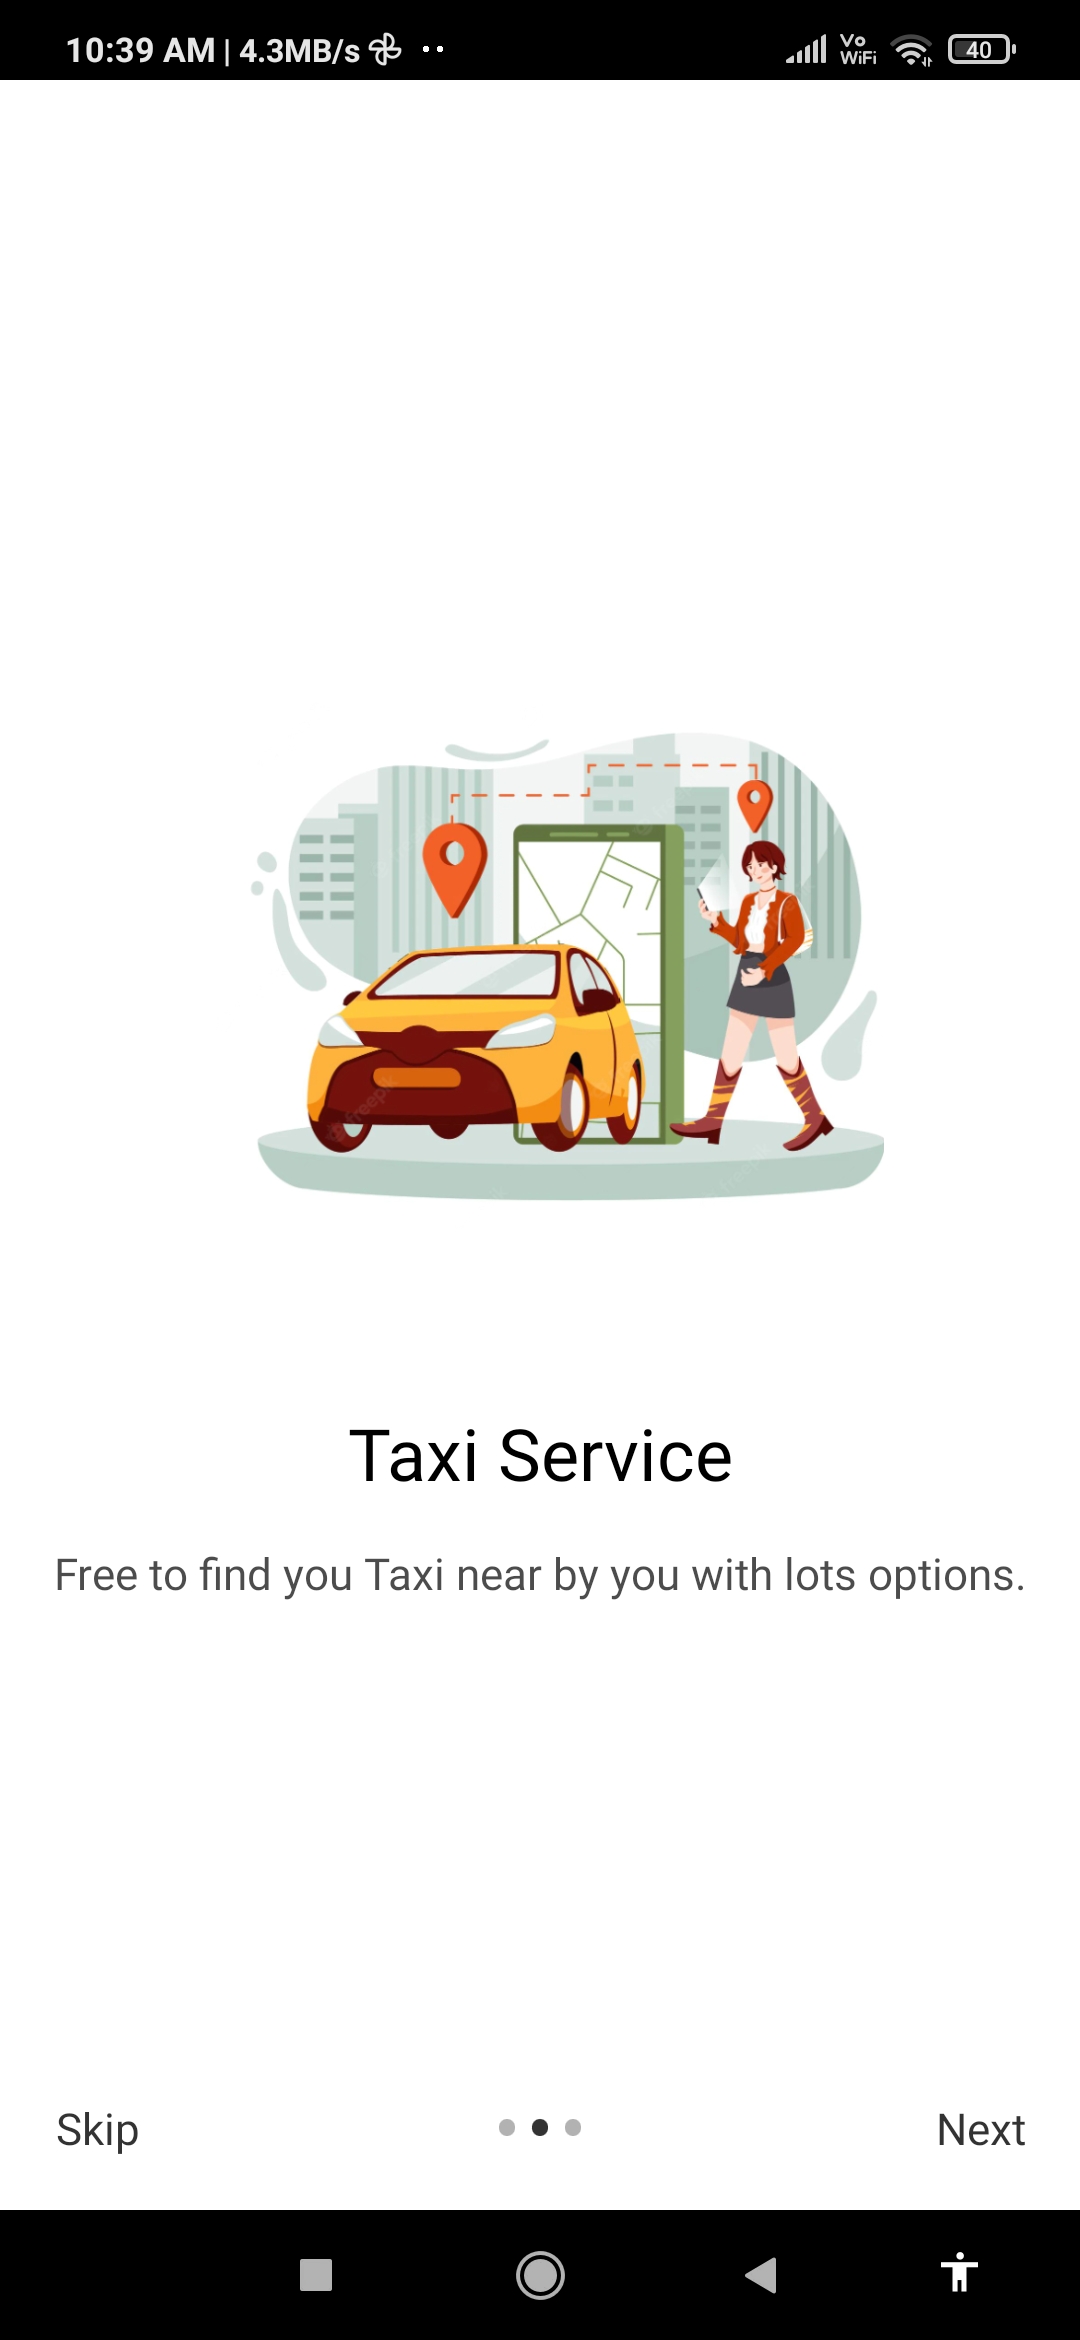 10:39 AM | 4.3MB/s
Vo
WiFi
40
freepik
Taxi Service
Free to find you Taxi near by you with lots options.
Skip
Next